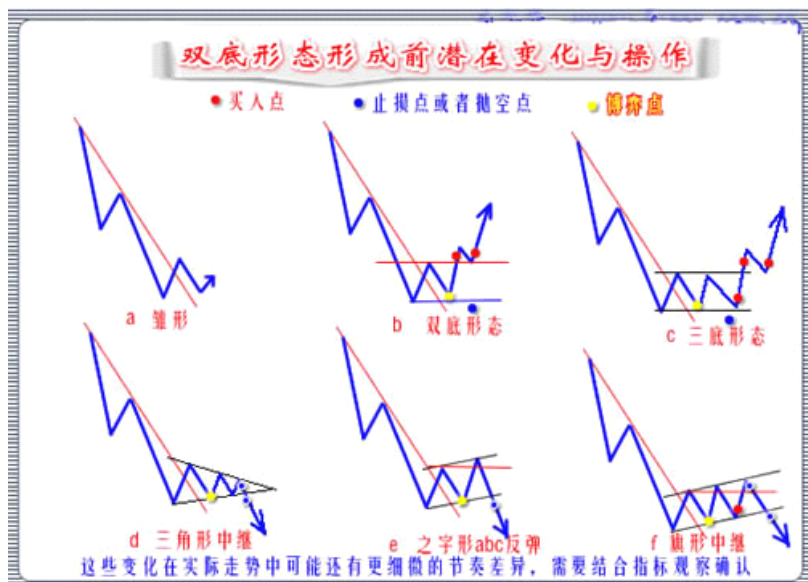 双底形态形成前潜在变化与操作
买入点 止损点或者抛空点 博弈点
a 雏形
b 双底形态
c 三底形态
d 三角形中继
e 之字形abc反弹
f 旗形中继
这些变化在实际走势中可能还有更细微的节奏差异，需要结合指标观察确认